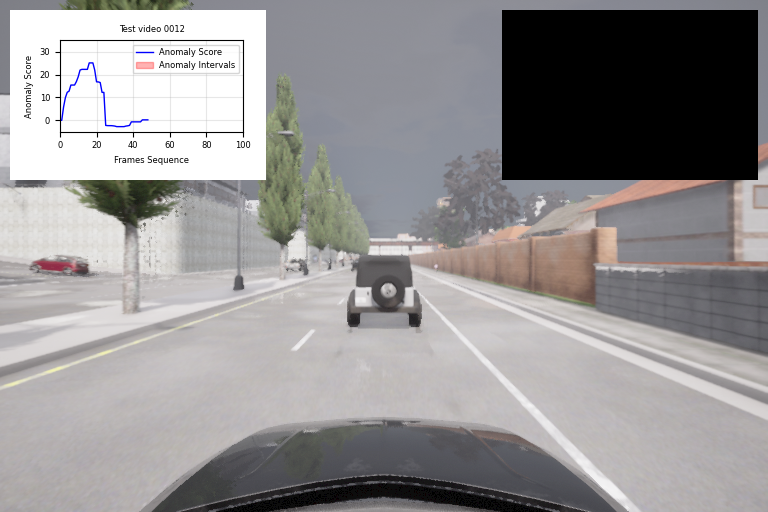 Test video 0012
Anomaly Score
30
20
10
0
Anomaly Score
Anomaly Intervals
0 20 40 60 80 100
Frames Sequence